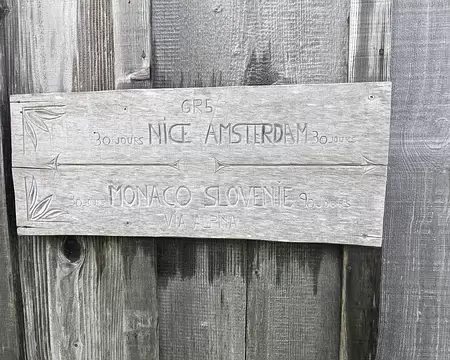 GR5
30 JOURS NICE AMSTERDAM 30 JOURS
30 JOURS MONACO SLOVENIE 90 JOURS
VIA ALPINA